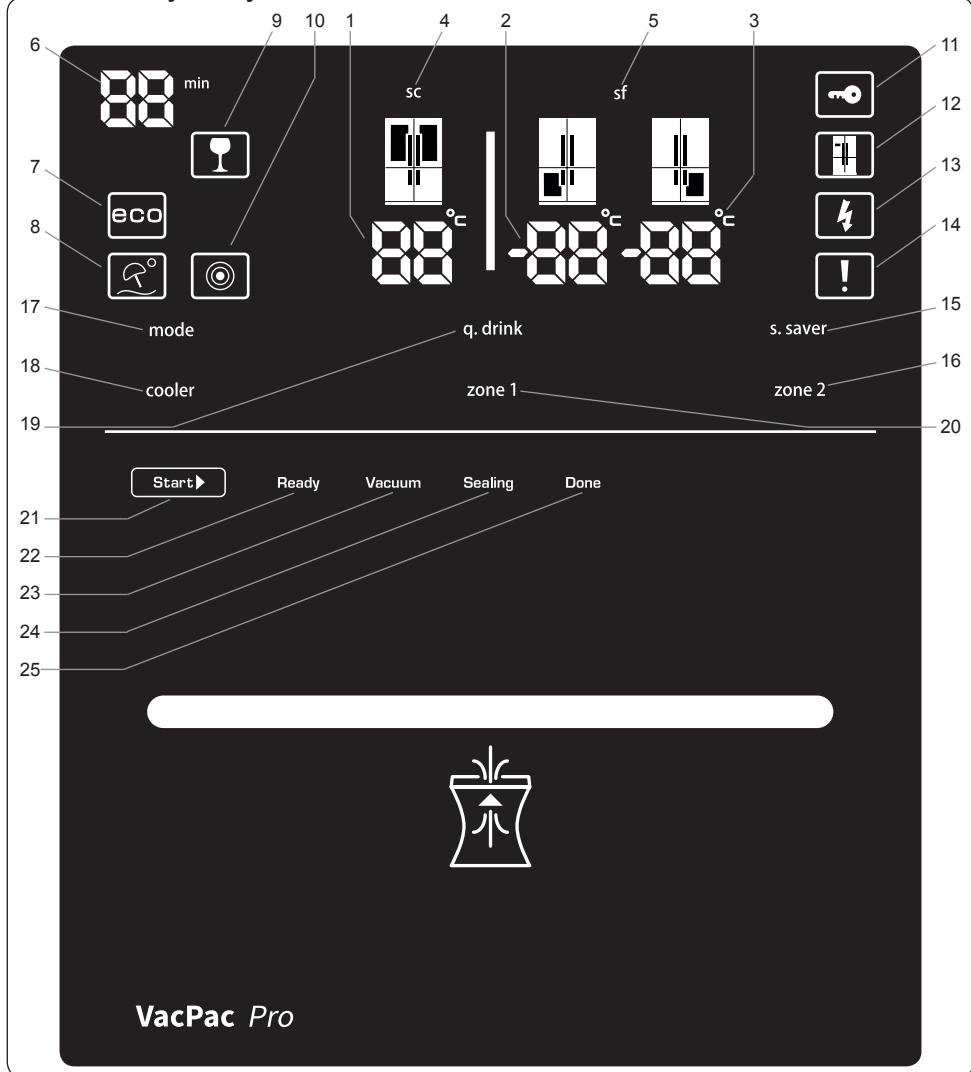 9 10 1 4 2 5 3
6 88 min sc sf 11
12
7 eco 13
88 °c -88 °c -88 °c
8 ! 14
17 mode q. drink s. saver 15
18 cooler zone 1 zone 2 16
19 20
Start Ready Vacuum Sealing Done
21
22
23
24
25
VacPac Pro